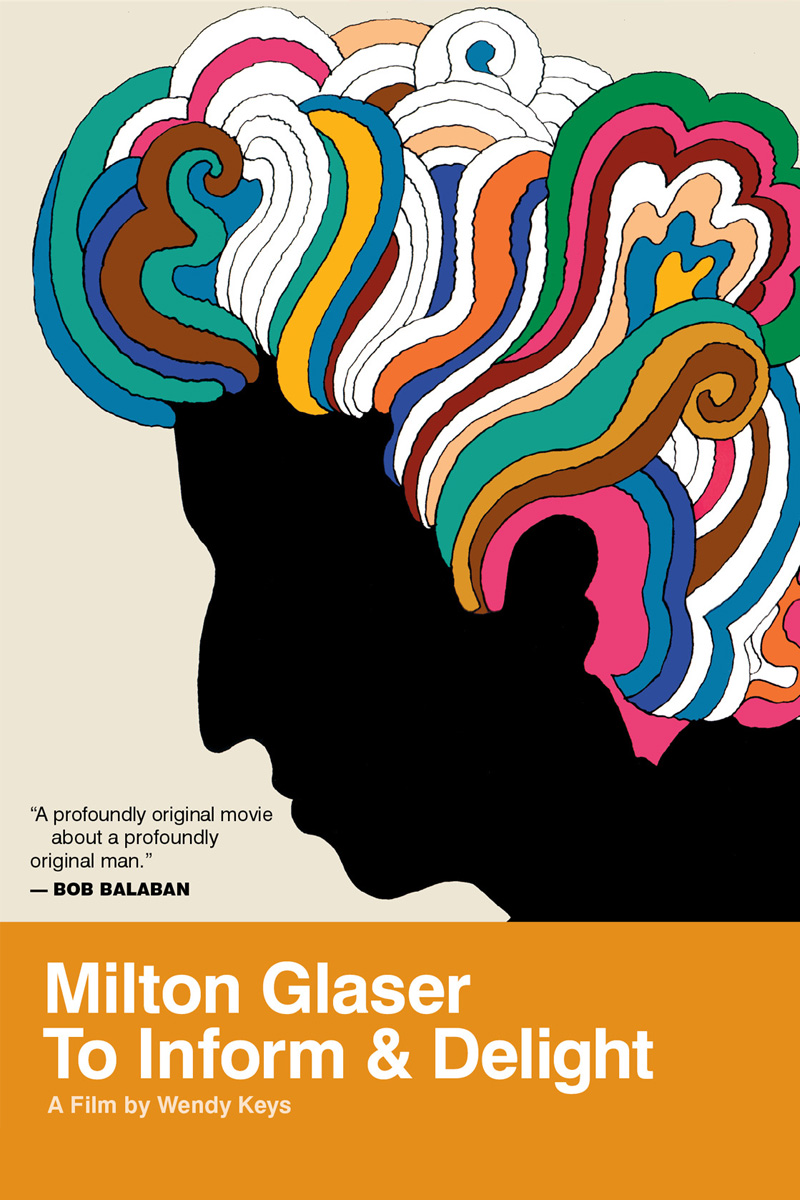 “A profoundly original movie
about a profoundly
original man.”
— BOB BALABAN
Milton Glaser
To Inform & Delight
A Film by Wendy Keys